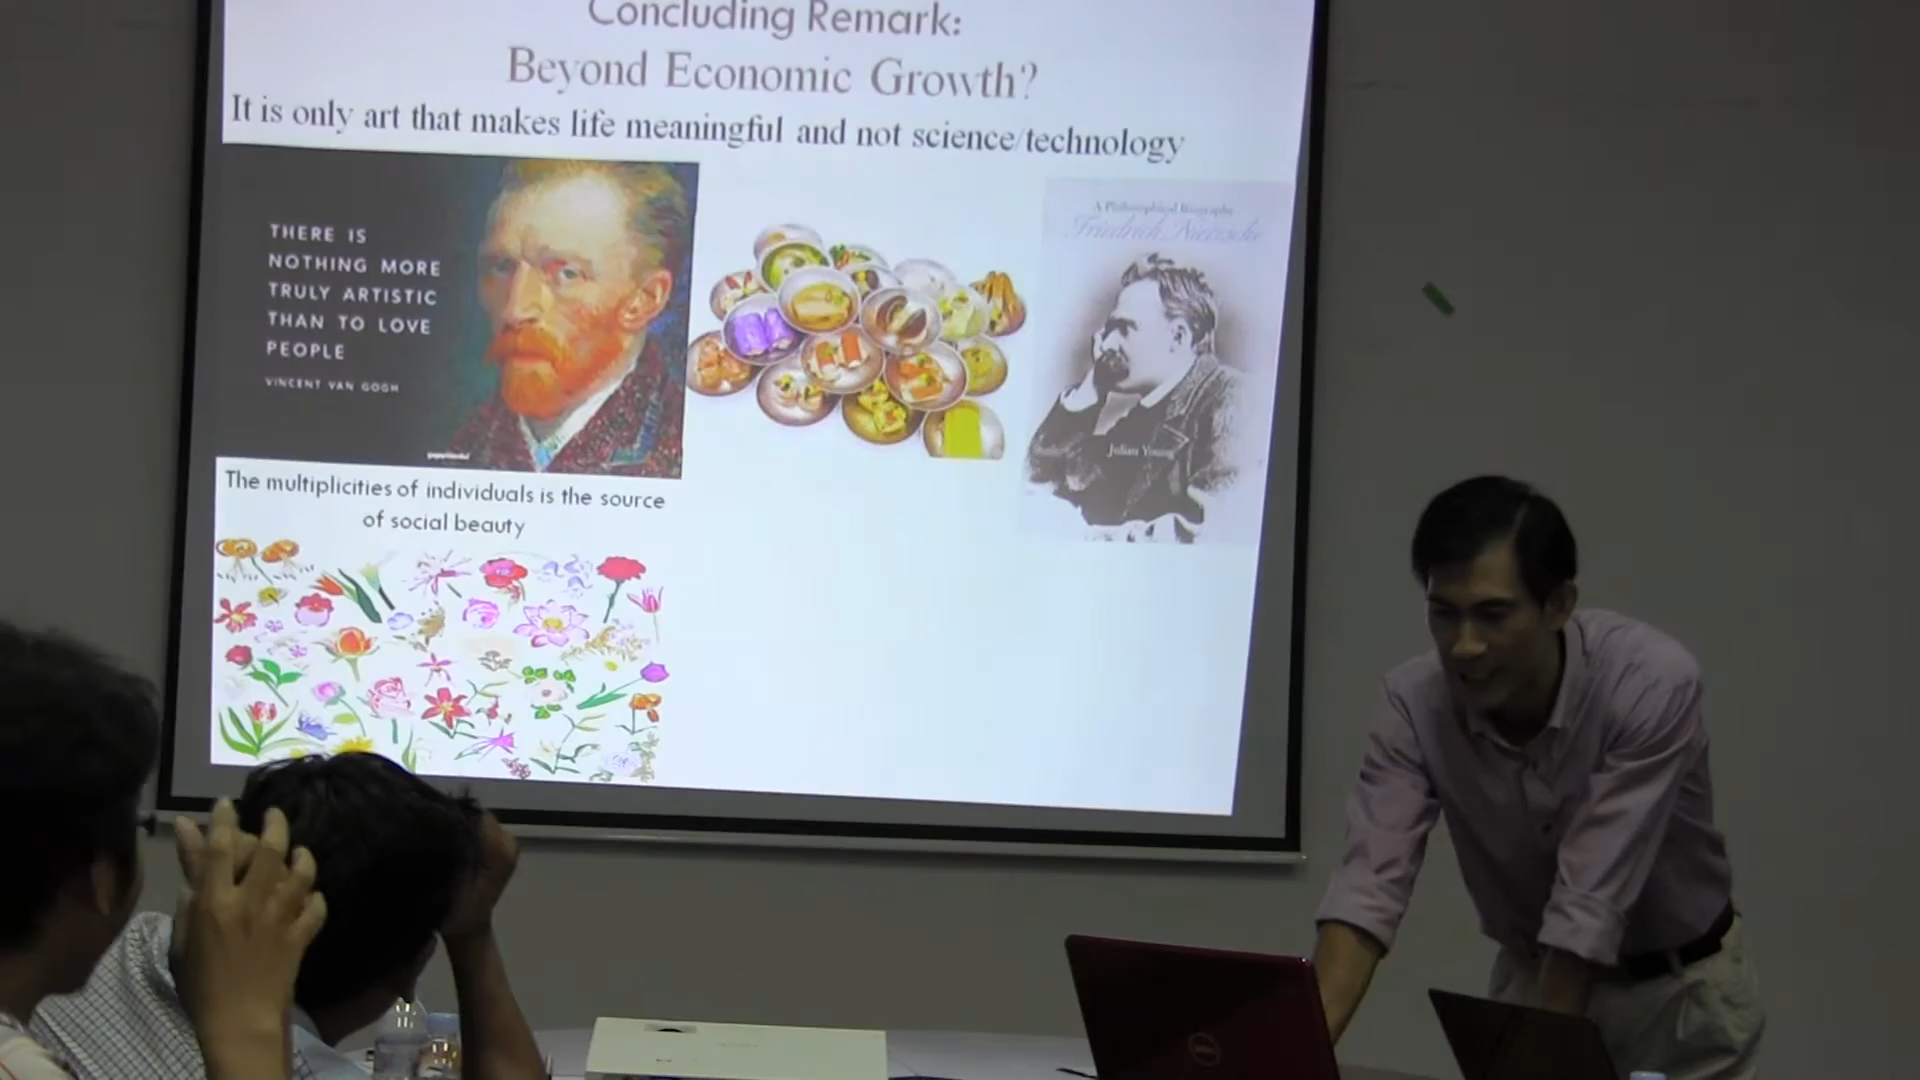 Concluding Remark:
Beyond Economic Growth?
It is only art that makes life meaningful and not science/technology
THERE IS
NOTHING MORE
TRULY ARTISTIC
THAN TO LOVE
PEOPLE
VINCENT VAN GOGH
A Philosophical Biography
Friedrich Nietzsche
Julian Young
The multiplicities of individuals is the source
of social beauty
DELL